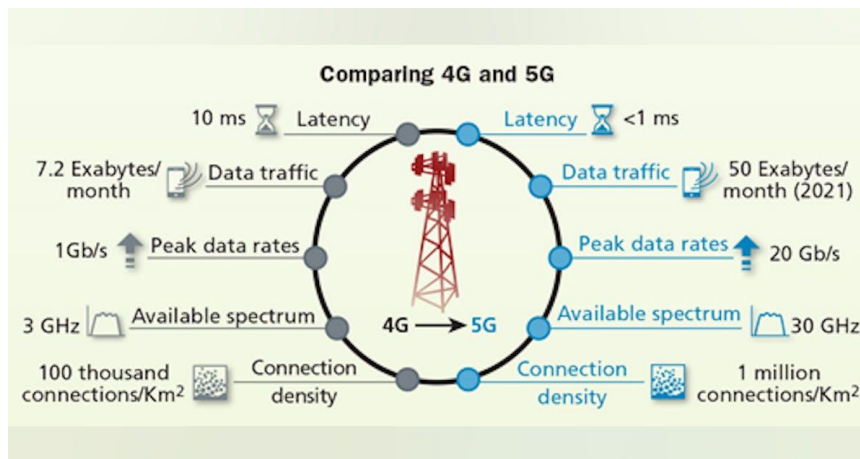 Comparing 4G and 5G
10 ms Latency
Latency <1 ms
7.2 Exabytes/
month
Data traffic
Data traffic
50 Exabytes/
month (2021)
1Gb/s Peak data rates
Peak data rates 20 Gb/s
3 GHz Available spectrum
Available spectrum 30 GHz
4G 5G
100 thousand
connections/Km²
Connection
density
Connection
density
1 million
connections/Km²